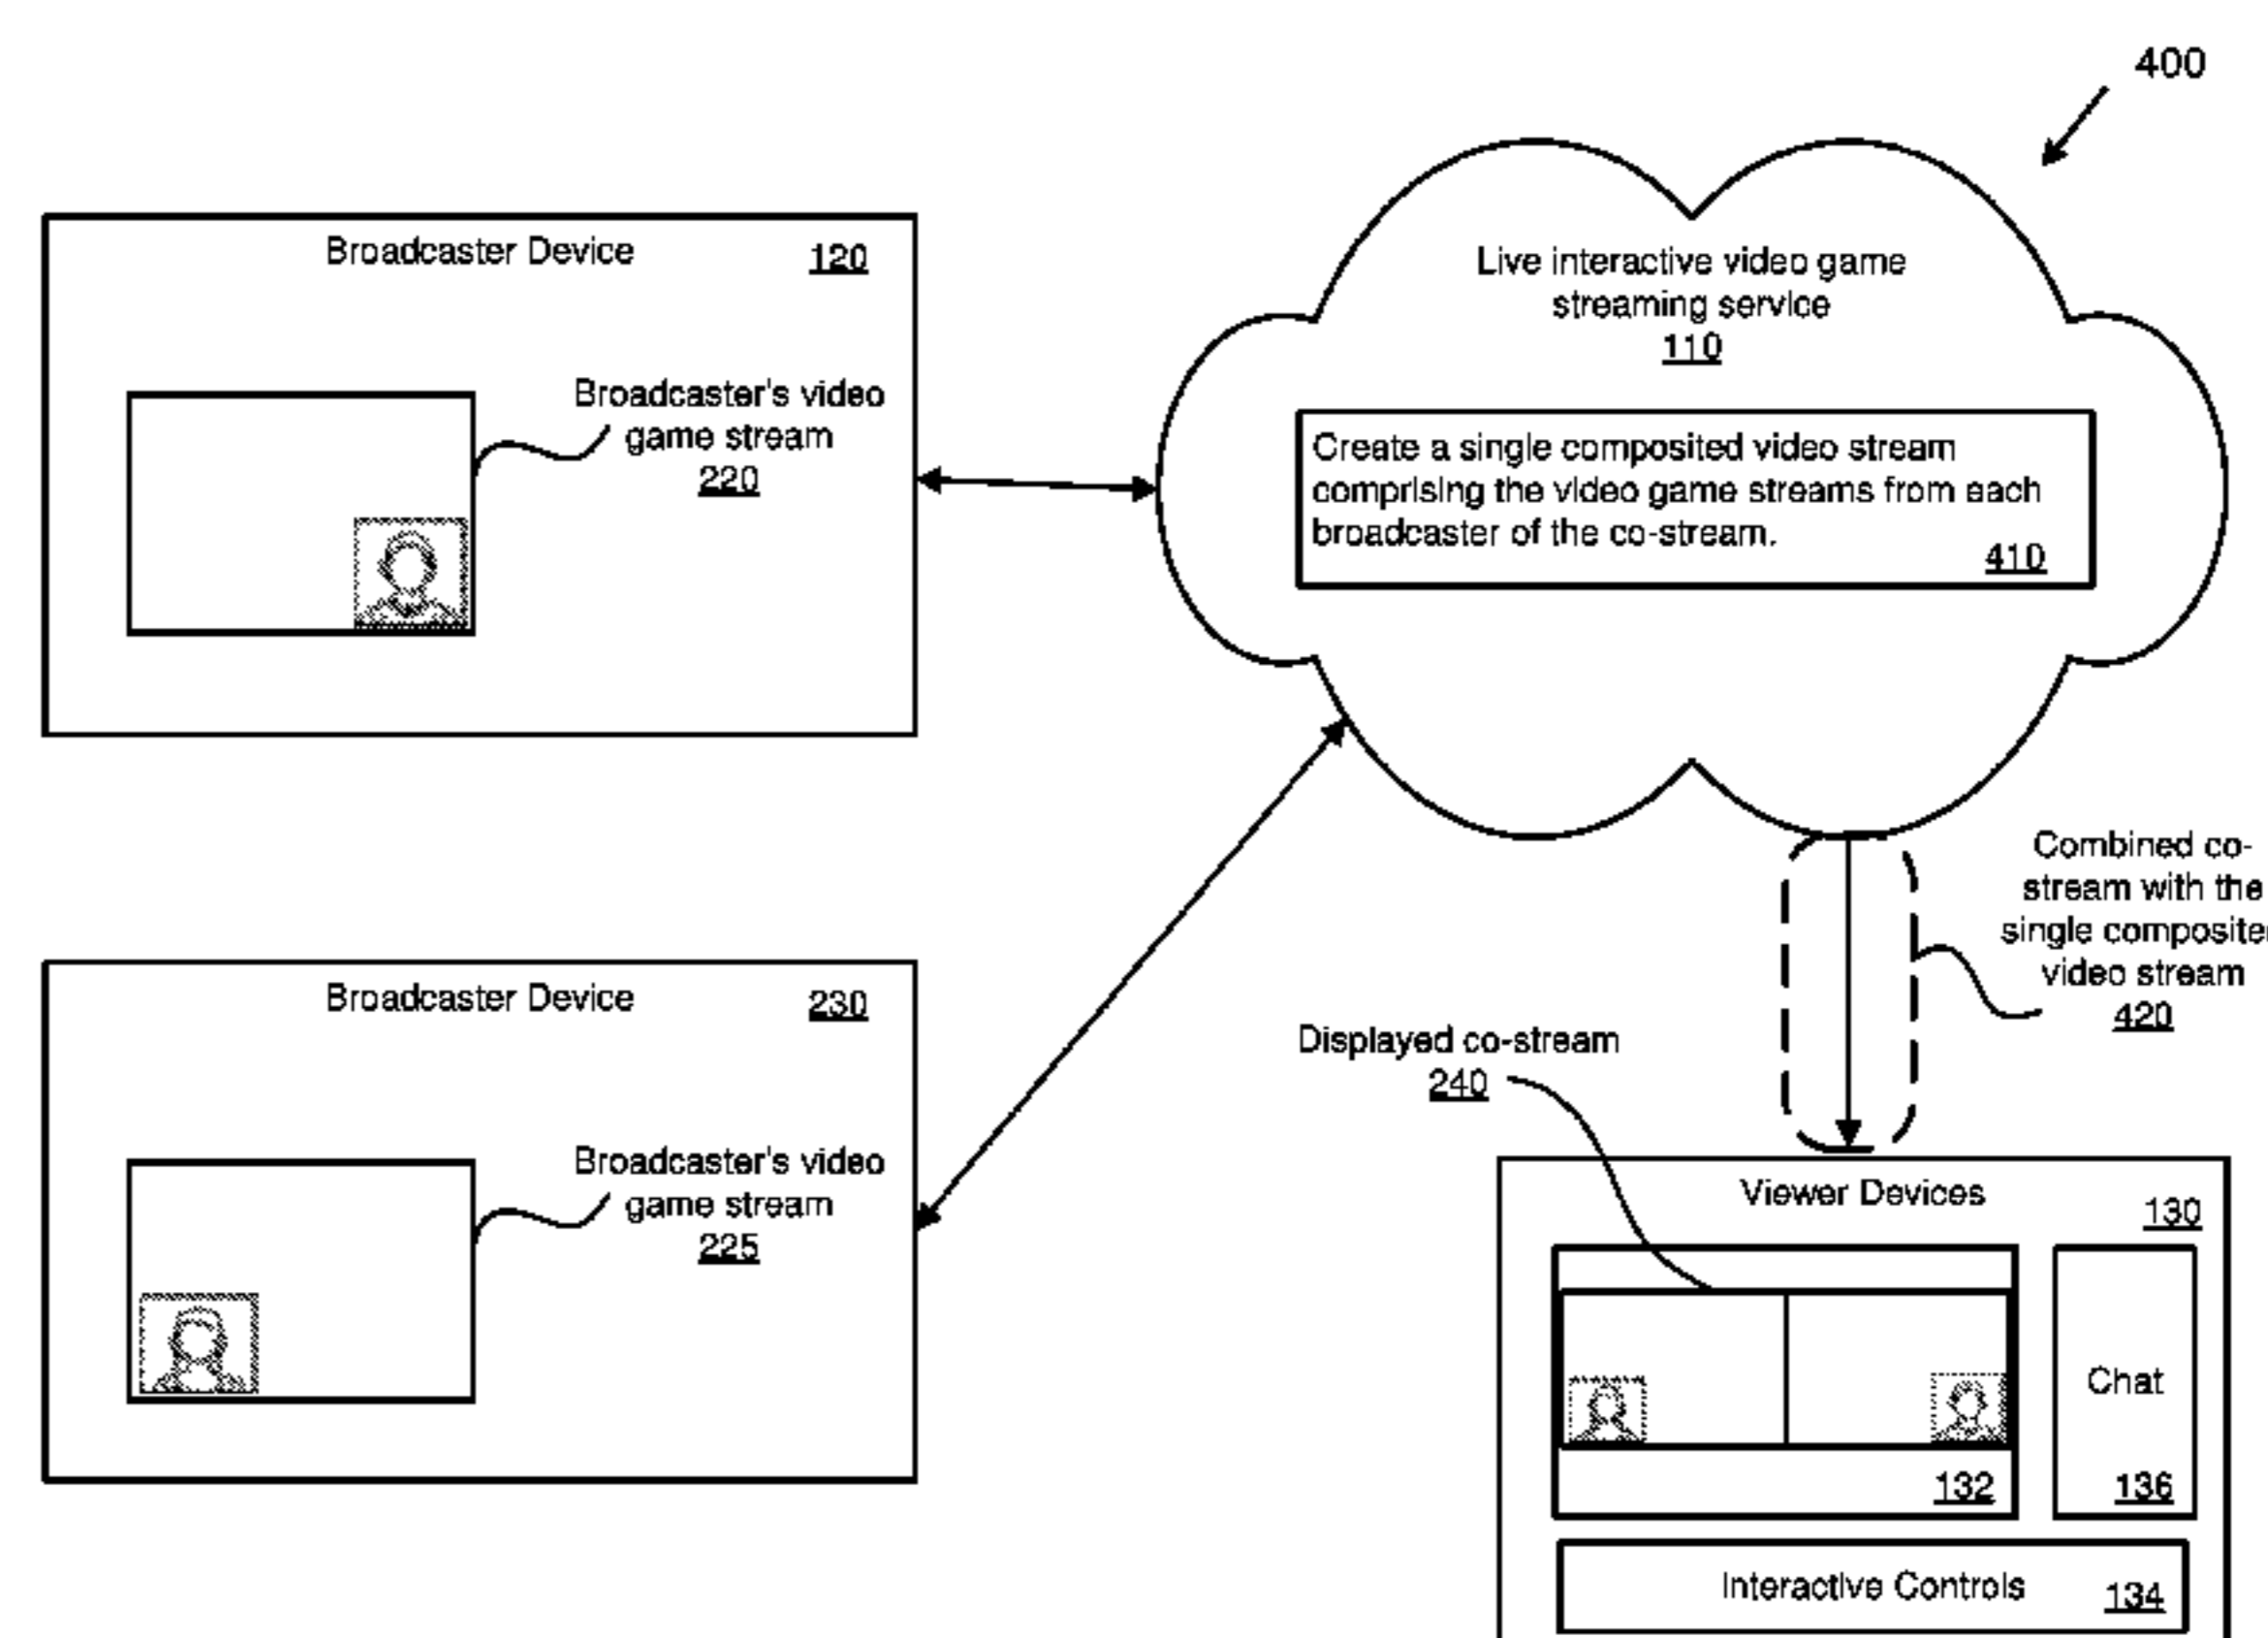 400
Broadcaster Device 120
Broadcaster's video
game stream
220
Live interactive video game
streaming service
110
Create a single composited video stream
comprising the video game streams from each
broadcaster of the co-stream.
410
Broadcaster Device 230
Broadcaster's video
game stream
225
Combined co-
stream with the
single
video stream
420
Displayed co-stream
240
Viewer Devices 130
132
Chat
136
Interactive Controls 134